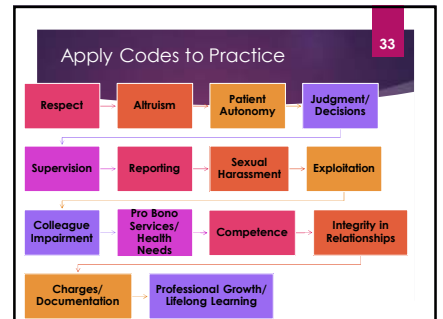 33
Apply Codes to Practice
Respect
Altruism
Patient
Autonomy
Judgment/
Decisions
Supervision
Reporting
Sexual
Harassment
Exploitation
Colleague
Impairment
Pro Bono
Services/
Health
Needs
Competence
Integrity in
Relationships
Charges/
Documentation
Professional Growth/
Lifelong Learning